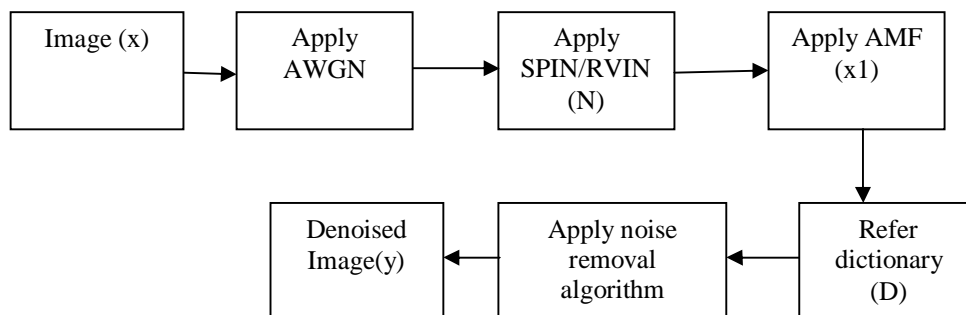 Image (x)
Apply
AWGN
Apply
SPIN/RVIN
(N)
Apply AMF
(x1)
Refer
dictionary
(D)
Apply noise
removal
algorithm
Denoised
Image(y)